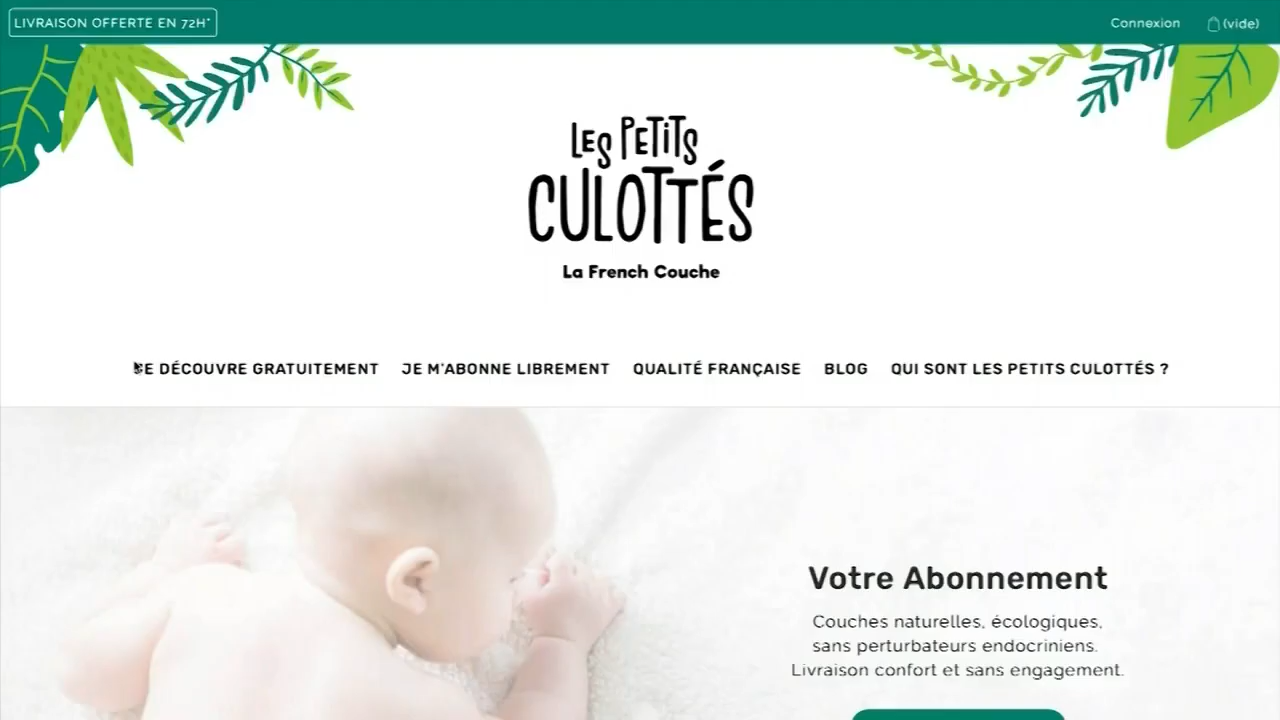 LIVRAISON OFFERTE EN 72H*
Connexion
(vide)
LES PETITS
CULOTTÉS
La French Couche
JE DÉCOUVRE GRATUITEMENT
JE M'ABONNE LIBREMENT
QUALITÉ FRANÇAISE
BLOG
QUI SONT LES PETITS CULOTTÉS ?
Votre Abonnement
Couches naturelles, écologiques,
sans perturbateurs endocriniens.
Livraison confort et sans engagement.